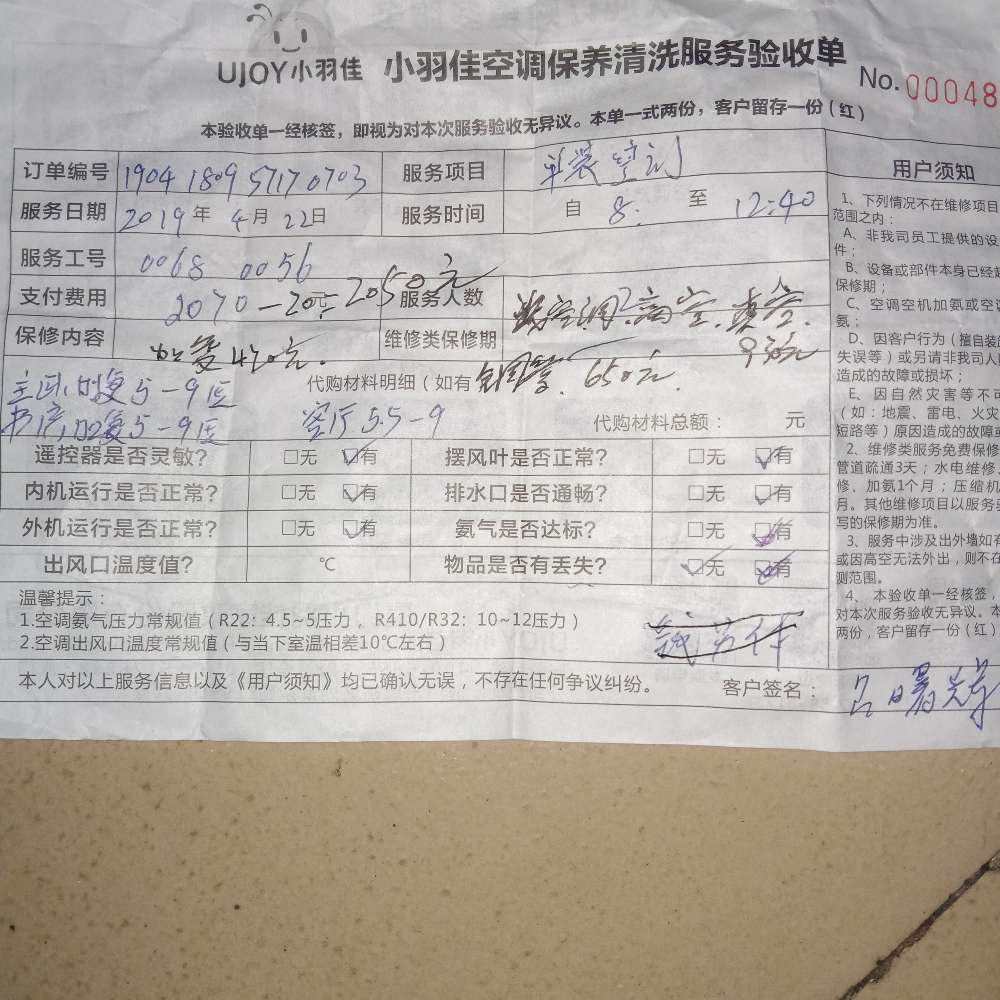 UJOY小羽佳 小羽佳空调保养清洗服务验收单
No. 00048
本验收单一经核签，即视为对本次服务验收无异议。本单一式两份，客户留存一份（红）
订单编号 1904 1809 5717 0703 服务项目
服务日期 2019年 4月 22日 服务时间 自 8: 至 12:40
服务工号 0068 0056
支付费用 2070-20 = 2050元 服务人数
保修内容 加氨420元. 维修类保修期 930元
代购材料明细（如有 铜管. 650元.
5-9
5-9 客厅5.5-9 代购材料总额： 元
遥控器是否灵敏？ □无 □有 摆风叶是否正常？ □无 □有
内机运行是否正常？ □无 □有 排水口是否通畅？ □无 □有
外机运行是否正常？ □无 □有 氨气是否达标？ □无 □有
出风口温度值？ ℃ 物品是否有丢失？ □无 □有
温馨提示：
1.空调氨气压力常规值（R22：4.5~5压力，R410/R32：10~12压力）
2.空调出风口温度常规值（与当下室温相差10℃左右）
本人对以上服务信息以及《用户须知》均已确认无误，不存在任何争议纠纷。 客户签名：
用户须知
1、下列情况不在维修项目
范围之内：
A、非我司员工提供的设
件；
B、设备或部件本身已经超
保修期；
C、空调空机加氨或空调
氨；
D、因客户行为（擅自装的
失误等）或另请非我司人
造成的故障或损坏；
E、因自然灾害等不可
（如：地震、雷电、火灾
短路等）原因造成的故障或
2、维修类服务免费保修
管道疏通3天；水电维修
修、加氨1个月；压缩机
月。其他维修项目以服务验
写的保修期为准。
3、服务中涉及出外墙如有
或因高空无法外出，则不在
测范围。
4、本验收单一经核签，
对本次服务验收无异议。本
两份，客户留存一份（红）